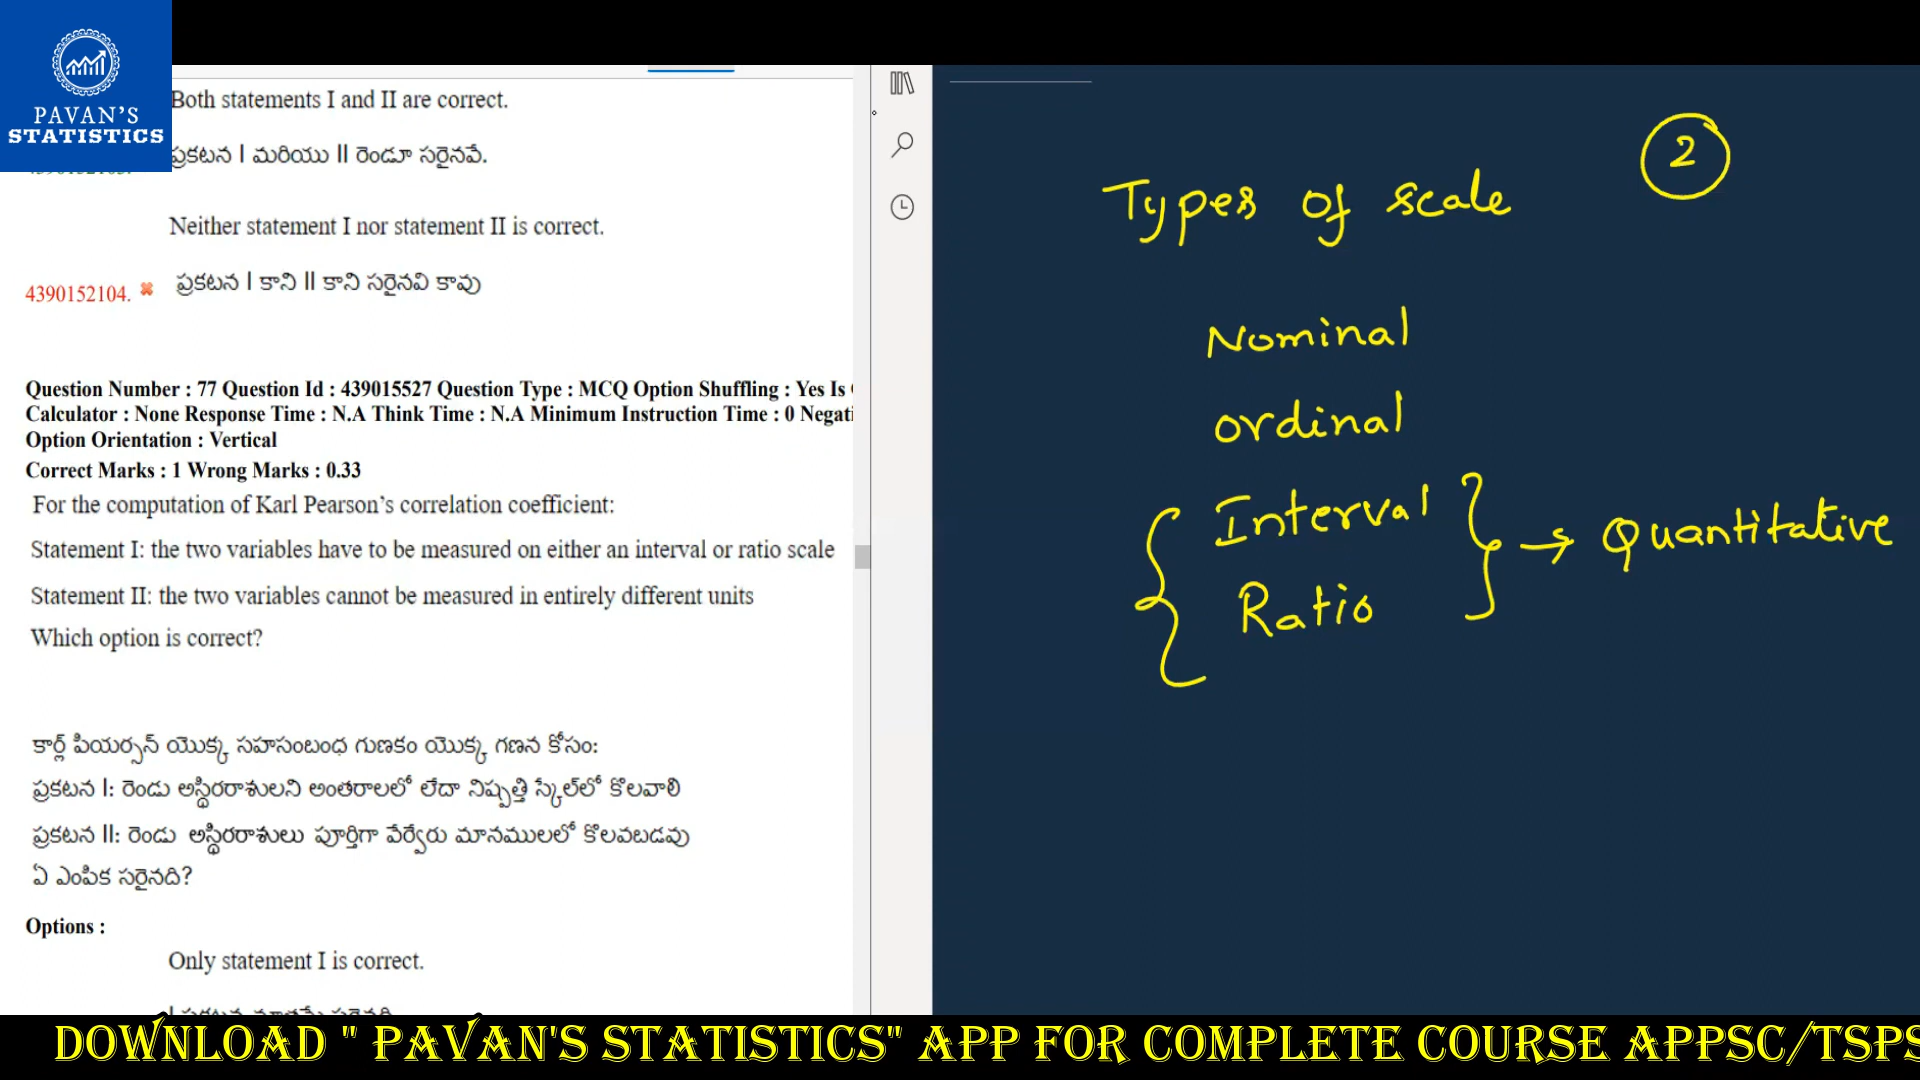 PAVAN'S
STATISTICS
Both statements I and II are correct.
ప్రకటన I మరియు II రెండూ సరైనవే.
Neither statement I nor statement II is correct.
4390152104. ప్రకటన I కాని II కాని సరైనవి కావు
Question Number : 77 Question Id : 439015527 Question Type : MCQ Option Shuffling : Yes Is
Calculator : None Response Time : N.A Think Time : N.A Minimum Instruction Time : 0 Negati
Option Orientation : Vertical
Correct Marks : 1 Wrong Marks : 0.33
For the computation of Karl Pearson’s correlation coefficient:
Statement I: the two variables have to be measured on either an interval or ratio scale
Statement II: the two variables cannot be measured in entirely different units
Which option is correct?
కార్ల్ పియర్సన్ యొక్క సహసంబంధ గుణకం యొక్క గణన కోసం:
ప్రకటన I: రెండు అస్థిరరాశులని అంతరాలలో లేదా నిష్పత్తి స్కేల్‌లో కొలవాలి
ప్రకటన II: రెండు అస్థిరరాశులు పూర్తిగా వేర్వేరు మానములలో కొలవబడవు
ఏ ఎంపిక సరైనది?
Options :
Only statement I is correct.
2
Types of scale
Nominal
ordinal
Interval
Ratio
→ Quantitative
DOWNLOAD " PAVAN'S STATISTICS" APP FOR COMPLETE COURSE APPSC/TSPS